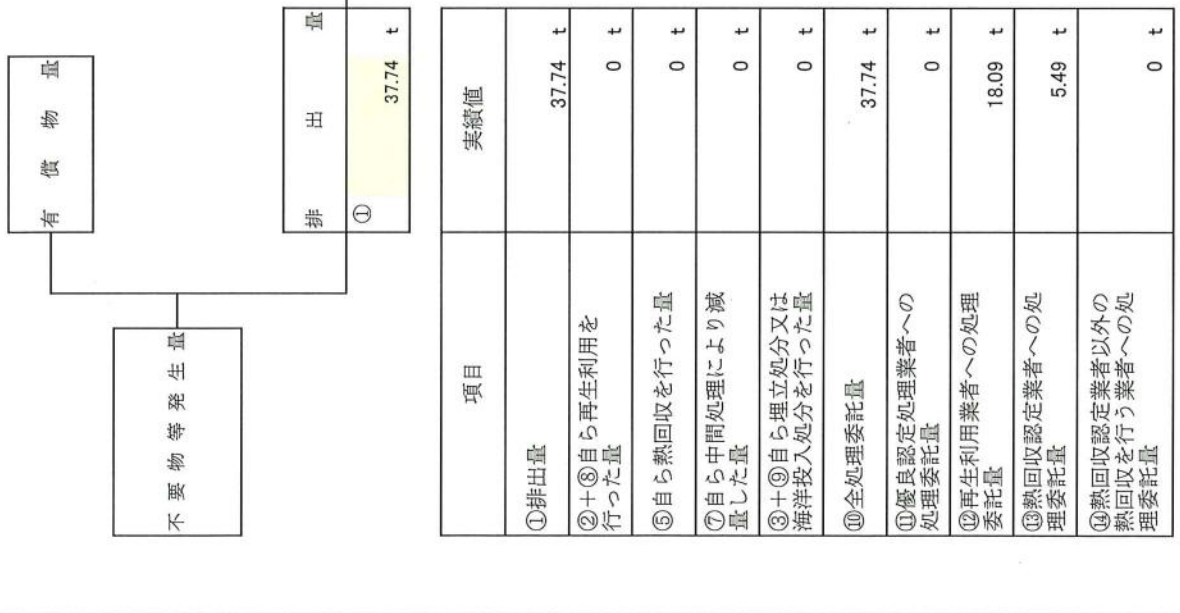 有償物量
不要物等発生量
排出量
① 37.74 t
項目 実績値
①排出量 37.74 t
②+⑧自ら再生利用を
行った量 0 t
⑤自ら熱回収を行った量 0 t
⑦自ら中間処理により減
量した量 0 t
③+⑨自ら埋立処分又は
海洋投入処分を行った量 0 t
⑩全処理委託量 37.74 t
⑪優良認定処理業者への
処理委託量 0 t
⑫再生利用業者への処理
委託量 18.09 t
⑬熱回収認定業者への処
理委託量 5.49 t
⑭熱回収認定業者以外の
熱回収を行う業者への処
理委託量 0 t